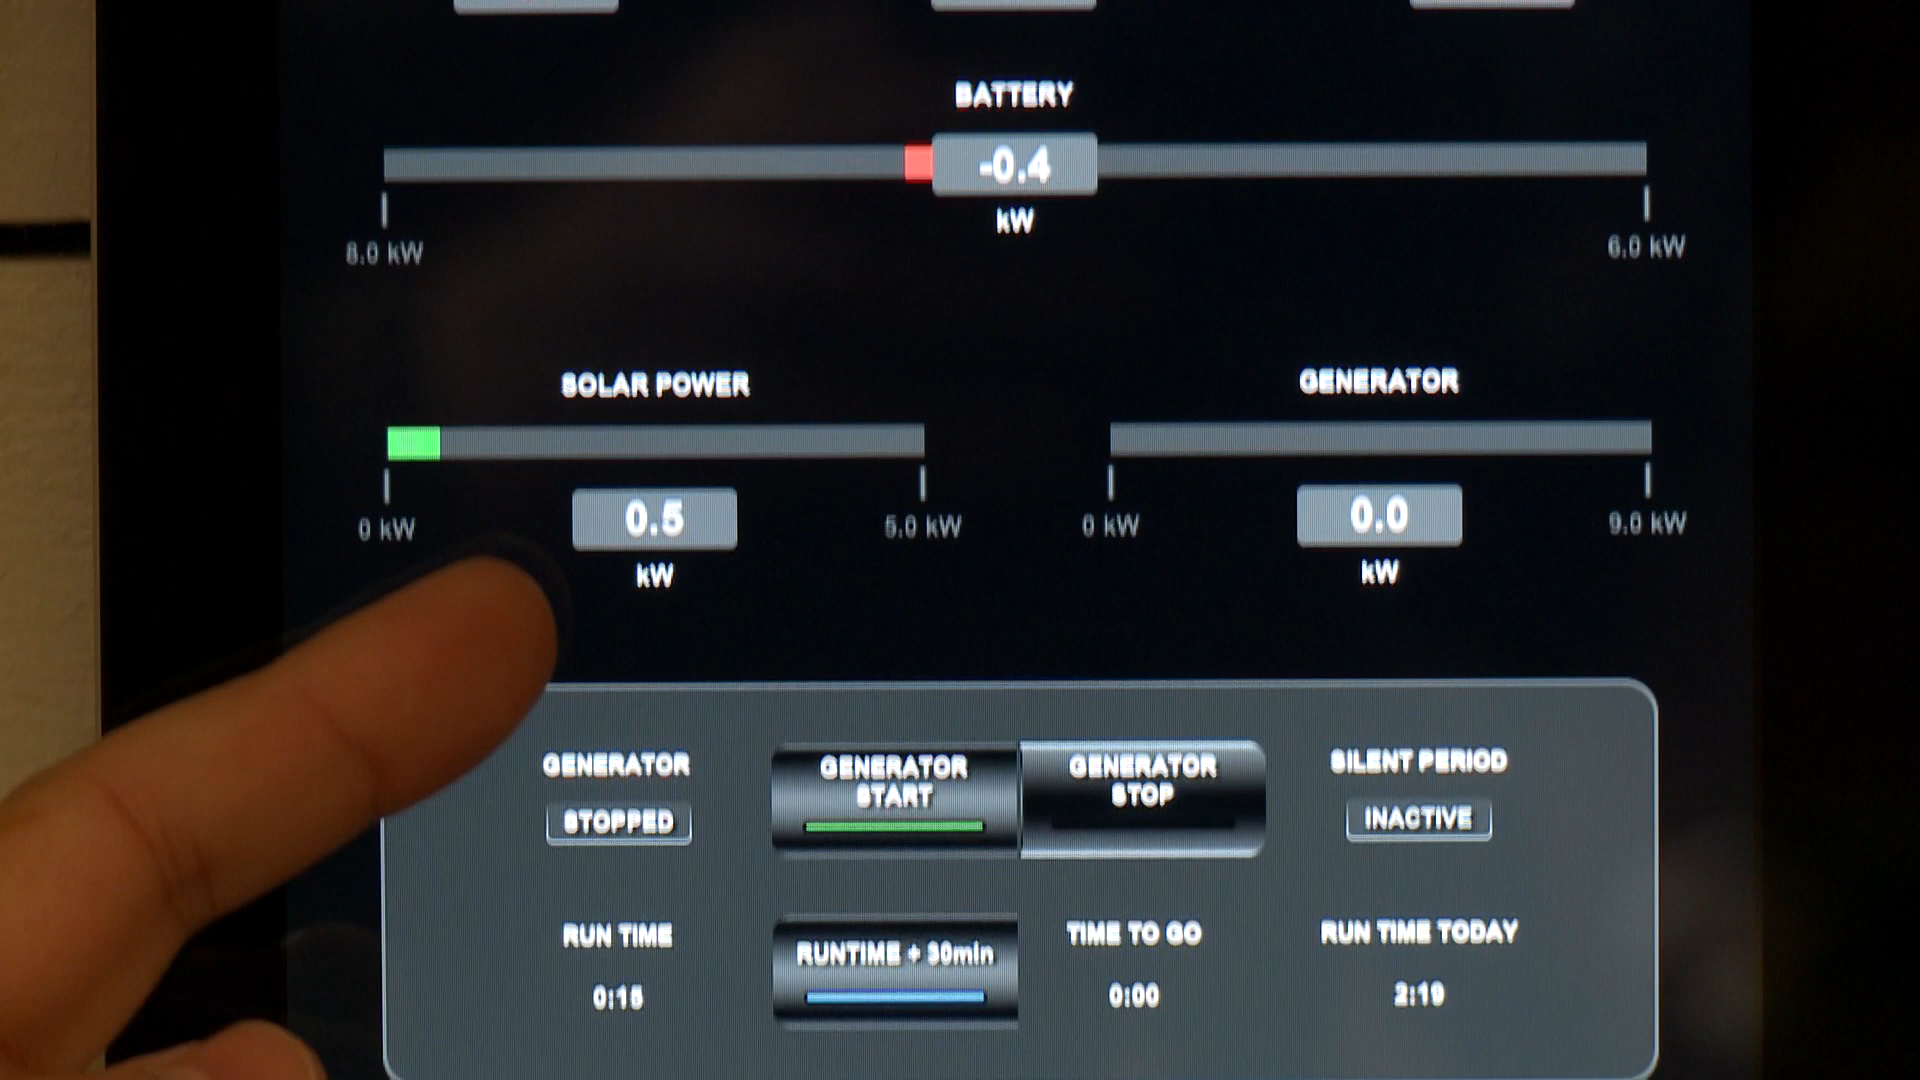 BATTERY
-0.4
kW
8.0 kW
6.0 kW
SOLAR POWER
GENERATOR
0 kW
0.5
5.0 kW
0 kW
0.0
9.0 kW
kW
kW
GENERATOR
STOPPED
GENERATOR
START
GENERATOR
STOP
SILENT PERIOD
INACTIVE
RUN TIME
0:15
RUNTIME + 30min
TIME TO GO
0:00
RUN TIME TODAY
2:19